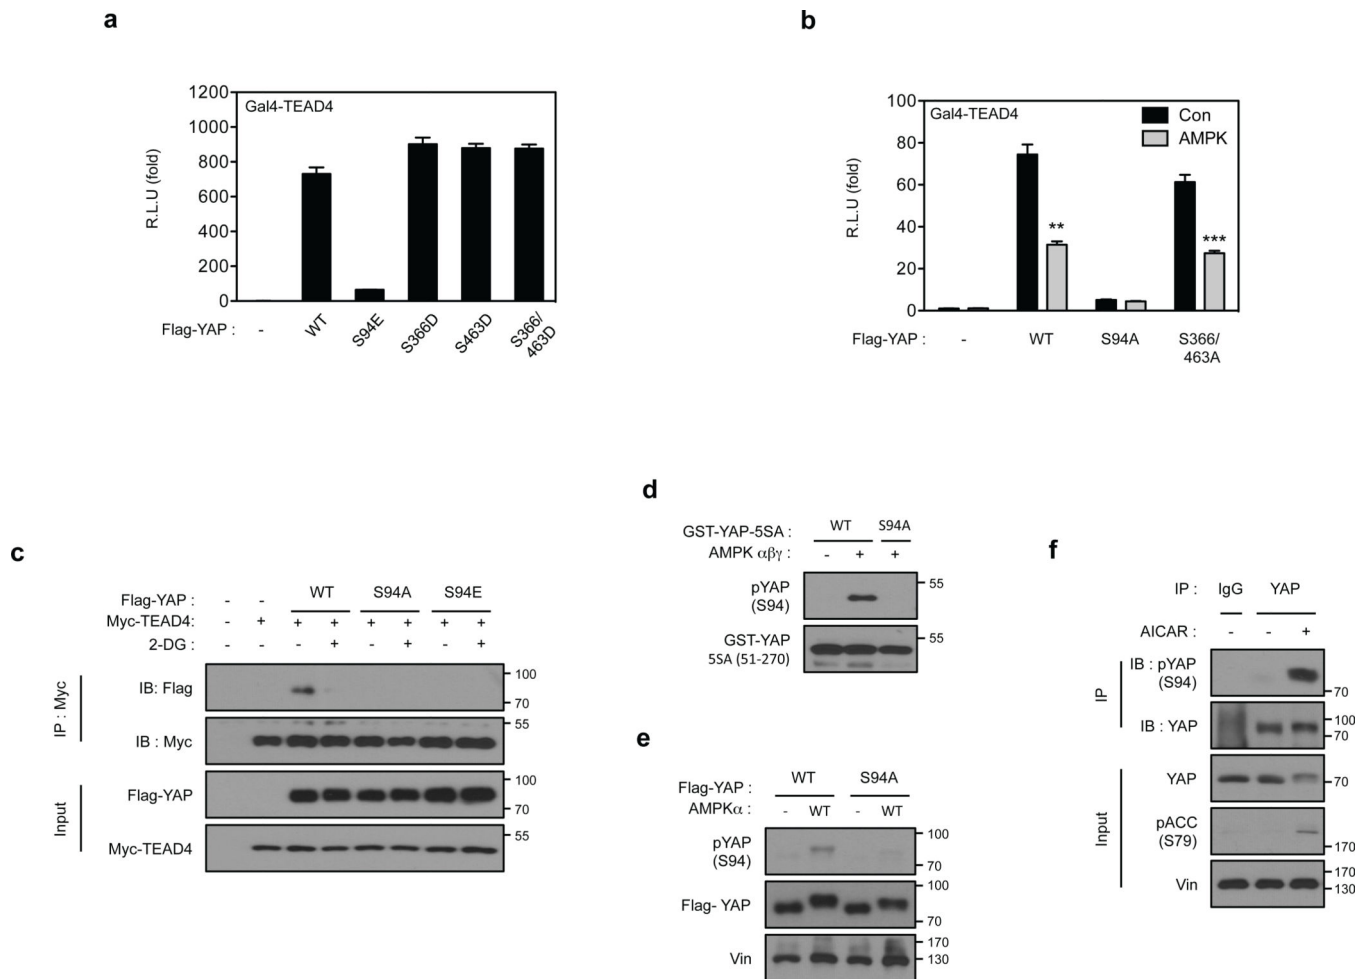 a
1200
1000
800
600
400
200
0
R.L.U (fold)
Gal4-TEAD4
Flag-YAP : - WT S94E S366D S463D S366/
463D
b
100
80
60
40
20
0
R.L.U (fold)
Gal4-TEAD4
Con
AMPK
**
***
Flag-YAP : - WT S94A S366/
463A
c
WT S94A S94E
Flag-YAP : - -
Myc-TEAD4: - + + + + + + +
2-DG : - - - + - + - +
IP : Myc
IB: Flag
100
70
IB : Myc
55
Input
Flag-YAP
100
70
Myc-TEAD4
55
d
GST-YAP-5SA : WT S94A
AMPK αβγ : - + +
pYAP
(S94)
55
GST-YAP
5SA (51-270)
55
e
WT S94A
Flag-YAP :
AMPKα : - WT - WT
pYAP
(S94)
100
70
Flag- YAP
100
70
Vin
170
130
f
IP : IgG YAP
AICAR : - - +
IP
IB : pYAP
(S94)
70
IB : YAP
100
70
Input
YAP
70
pACC
(S79)
170
Vin
170
130